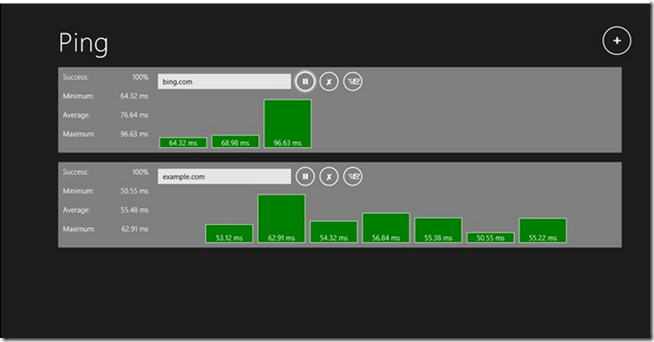 Ping
Success: 100%
bing.com
Minimum: 64.32 ms
Average: 76.64 ms
Maximum: 96.63 ms
64.32 ms 68.98 ms 96.63 ms
Success: 100%
example.com
Minimum: 50.55 ms
Average: 55.48 ms
Maximum: 62.91 ms
53.12 ms 62.91 ms 54.32 ms 56.84 ms 55.38 ms 50.55 ms 55.22 ms